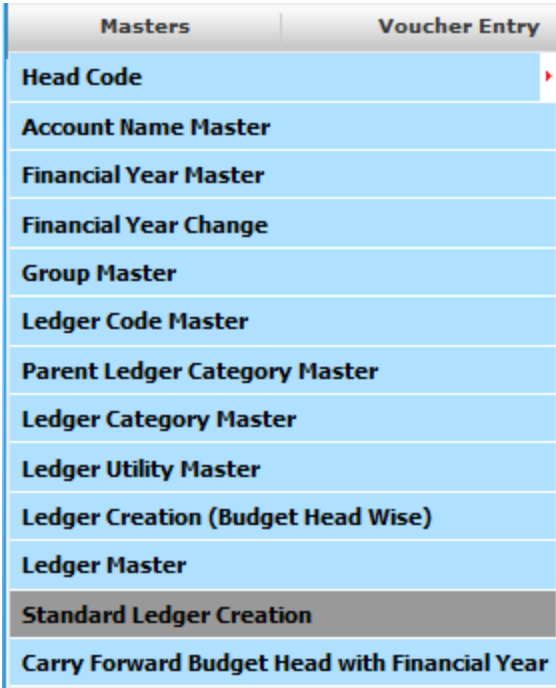 Masters Voucher Entry
Head Code
Account Name Master
Financial Year Master
Financial Year Change
Group Master
Ledger Code Master
Parent Ledger Category Master
Ledger Category Master
Ledger Utility Master
Ledger Creation (Budget Head Wise)
Ledger Master
Standard Ledger Creation
Carry Forward Budget Head with Financial Year